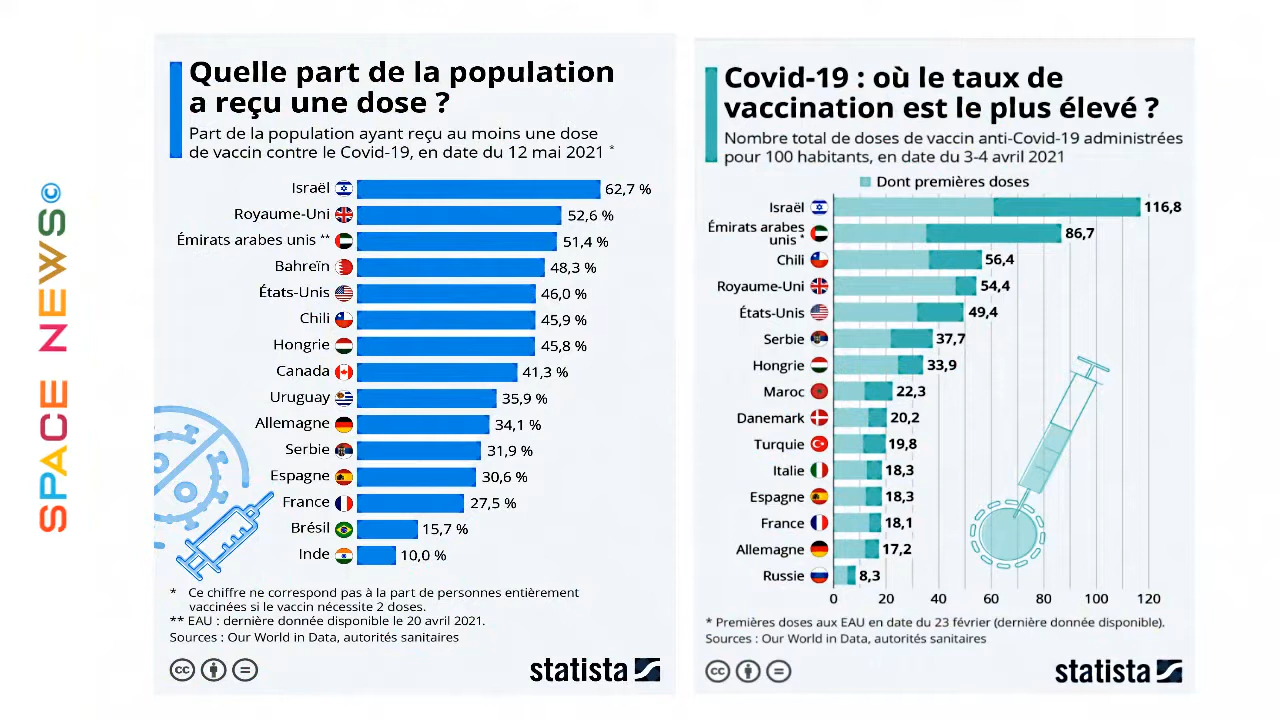 SPACE NEWS©
Quelle part de la population
a reçu une dose ?
Part de la population ayant reçu au moins une dose
de vaccin contre le Covid-19, en date du 12 mai 2021 *
Israël 62,7 %
Royaume-Uni 52,6 %
Émirats arabes unis ** 51,4 %
Bahreïn 48,3 %
États-Unis 46,0 %
Chili 45,9 %
Hongrie 45,8 %
Canada 41,3 %
Uruguay 35,9 %
Allemagne 34,1 %
Serbie 31,9 %
Espagne 30,6 %
France 27,5 %
Brésil 15,7 %
Inde 10,0 %
* Ce chiffre ne correspond pas à la part de personnes entièrement
vaccinées si le vaccin nécessite 2 doses.
** EAU : dernière donnée disponible le 20 avril 2021.
Sources : Our World in Data, autorités sanitaires
cc
statista
Covid-19 : où le taux de
vaccination est le plus élevé ?
Nombre total de doses de vaccin anti-Covid-19 administrées
pour 100 habitants, en date du 3-4 avril 2021
Dont premières doses
Israël 116,8
Émirats arabes
unis * 86,7
Chili 56,4
Royaume-Uni 54,4
États-Unis 49,4
Serbie 37,7
Hongrie 33,9
Maroc 22,3
Danemark 20,2
Turquie 19,8
Italie 18,3
Espagne 18,3
France 18,1
Allemagne 17,2
Russie 8,3
0 20 40 60 80 100 120
* Premières doses aux EAU en date du 23 février (dernière donnée disponible).
Sources : Our World in Data, autorités sanitaires
cc
statista